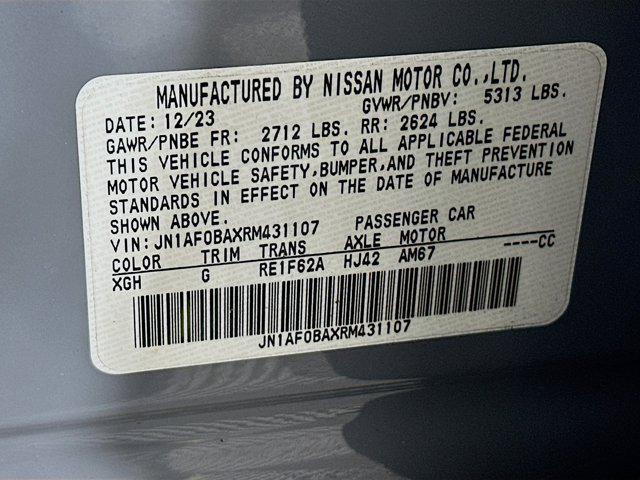 MANUFACTURED BY NISSAN MOTOR CO.,LTD.
DATE: 12/23 GVWR/PNBV: 5313 LBS.
GAWR/PNBE FR: 2712 LBS. RR: 2624 LBS.
THIS VEHICLE CONFORMS TO ALL APPLICABLE FEDERAL
MOTOR VEHICLE SAFETY,BUMPER,AND THEFT PREVENTION
STANDARDS IN EFFECT ON THE DATE OF MANUFACTURE
SHOWN ABOVE.
VIN: JN1AF0BAXRM431107 PASSENGER CAR
COLOR TRIM TRANS AXLE MOTOR
XGH G RE1F62A HJ42 AM67 ----CC
JN1AF0BAXRM431107